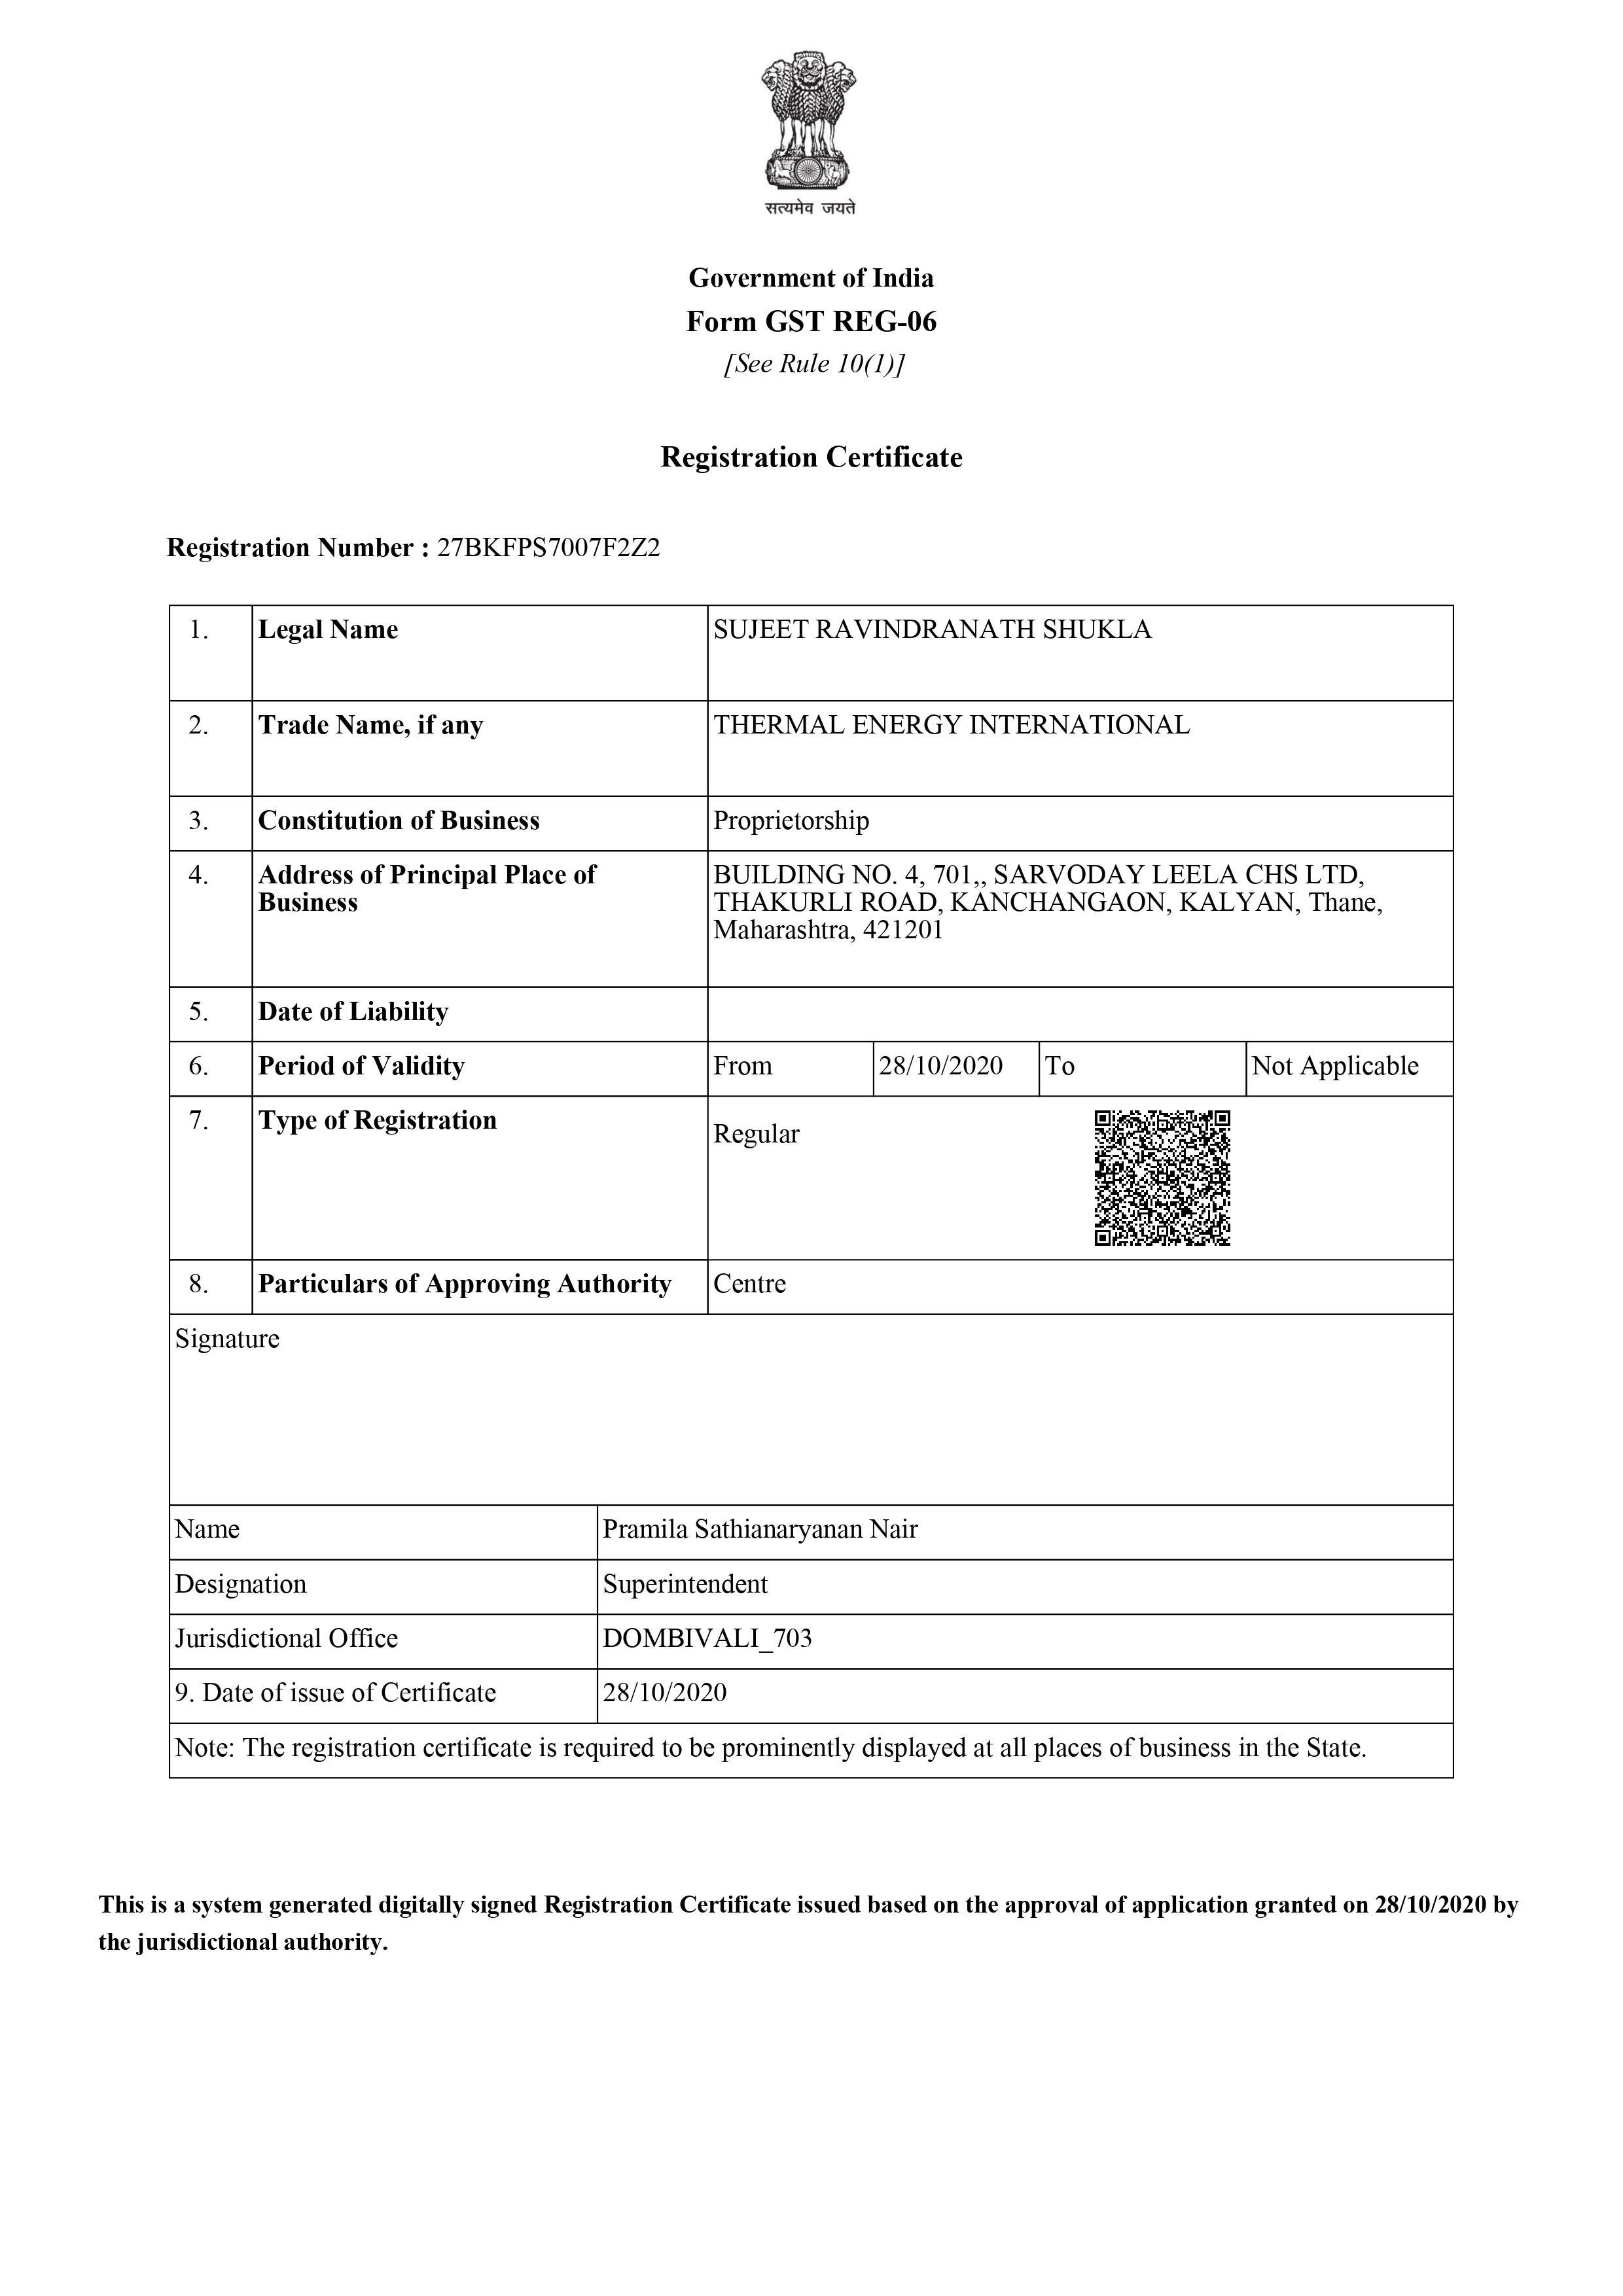 सत्यमेव जयते
Government of India
Form GST REG-06
[See Rule 10(1)]
Registration Certificate
Registration Number : 27BKFPS7007F2Z2
1. Legal Name SUJEET RAVINDRANATH SHUKLA
2. Trade Name, if any THERMAL ENERGY INTERNATIONAL
3. Constitution of Business Proprietorship
4. Address of Principal Place of BUILDING NO. 4, 701,, SARVODAY LEELA CHS LTD,
Business THAKURLI ROAD, KANCHANGAON, KALYAN, Thane,
Maharashtra, 421201
5. Date of Liability
6. Period of Validity From 28/10/2020 To Not Applicable
7. Type of Registration Regular
8. Particulars of Approving Authority Centre
Signature
Name Pramila Sathianaryanan Nair
Designation Superintendent
Jurisdictional Office DOMBIVALI_703
9. Date of issue of Certificate 28/10/2020
Note: The registration certificate is required to be prominently displayed at all places of business in the State.
This is a system generated digitally signed Registration Certificate issued based on the approval of application granted on 28/10/2020 by
the jurisdictional authority.